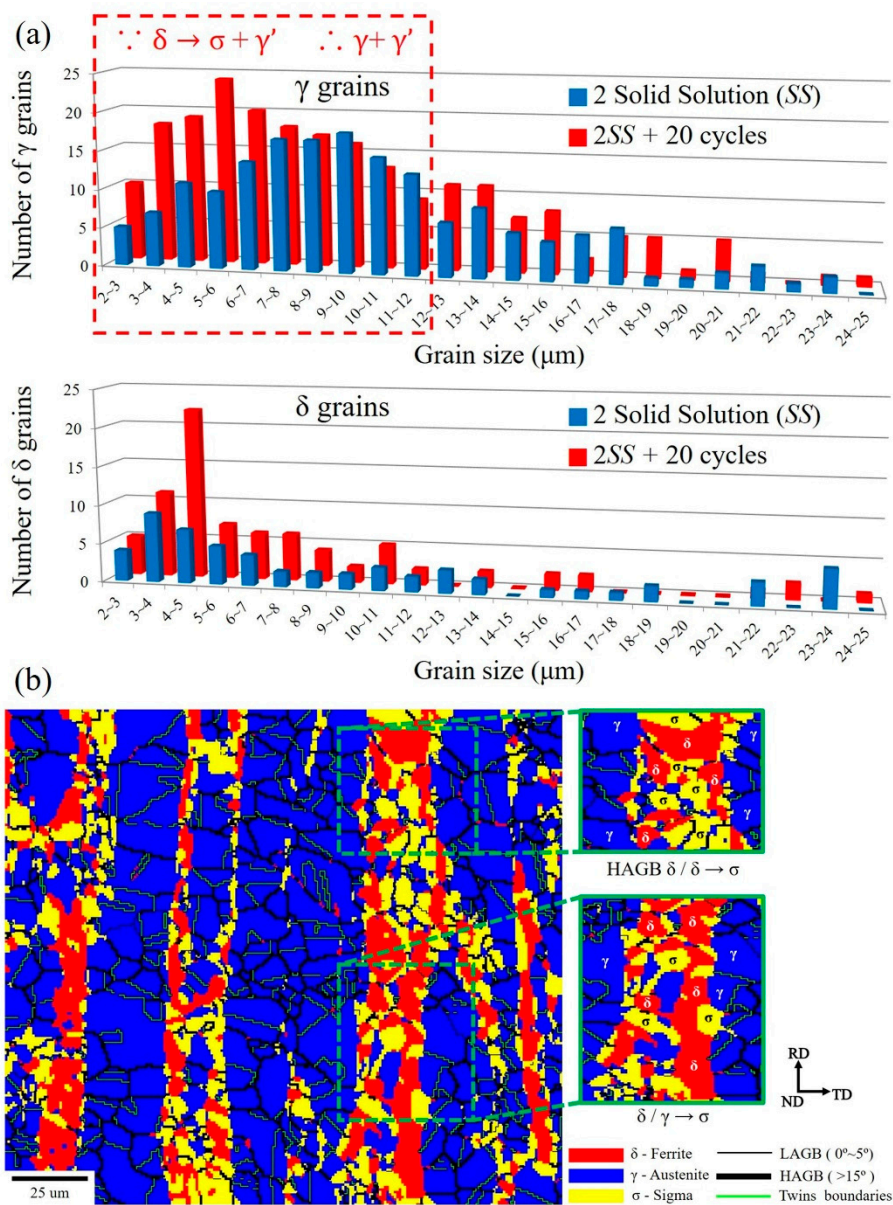 (a)
∵ δ → σ + γ’ ∴ γ+ γ’
γ grains
2 Solid Solution (SS)
2SS + 20 cycles
Number of γ grains
25
20
15
10
5
0
2~3 3~4 4~5 5~6 6~7 7~8 8~9 9~10 10~11 11~12 12~13 13~14 14~15 15~16 16~17 17~18 18~19 19~20 20~21 21~22 22~23 23~24 24~25
Grain size (μm)
δ grains
2 Solid Solution (SS)
2SS + 20 cycles
Number of δ grains
25
20
15
10
5
0
2~3 3~4 4~5 5~6 6~7 7~8 8~9 9~10 10~11 11~12 12~13 13~14 14~15 15~16 16~17 17~18 18~19 19~20 20~21 21~22 22~23 23~24 24~25
Grain size (μm)
(b)
σ
γ γ
δ
δ σ δ
σ σ
γ γ
δ σ
HAGB δ / δ → σ
δ δ
γ σ γ
δ δ γ
σ σ
δ
δ / γ → σ
RD
ND TD
25 um
δ - Ferrite LAGB ( 0º~5º)
γ - Austenite HAGB ( >15º)
σ - Sigma Twins boundaries